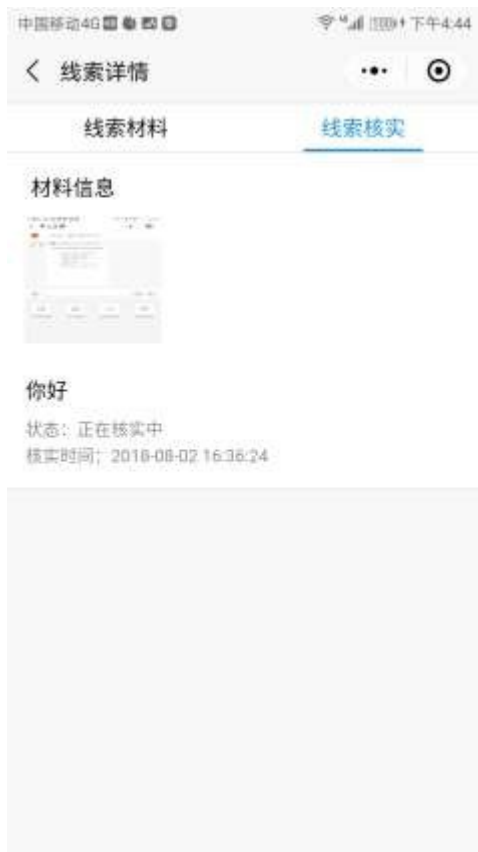 中国移动4G 下午4:44
线索详情
线索材料 线索核实
材料信息
你好
状态：正在核实中
核实时间：2018-08-02 16:36:24